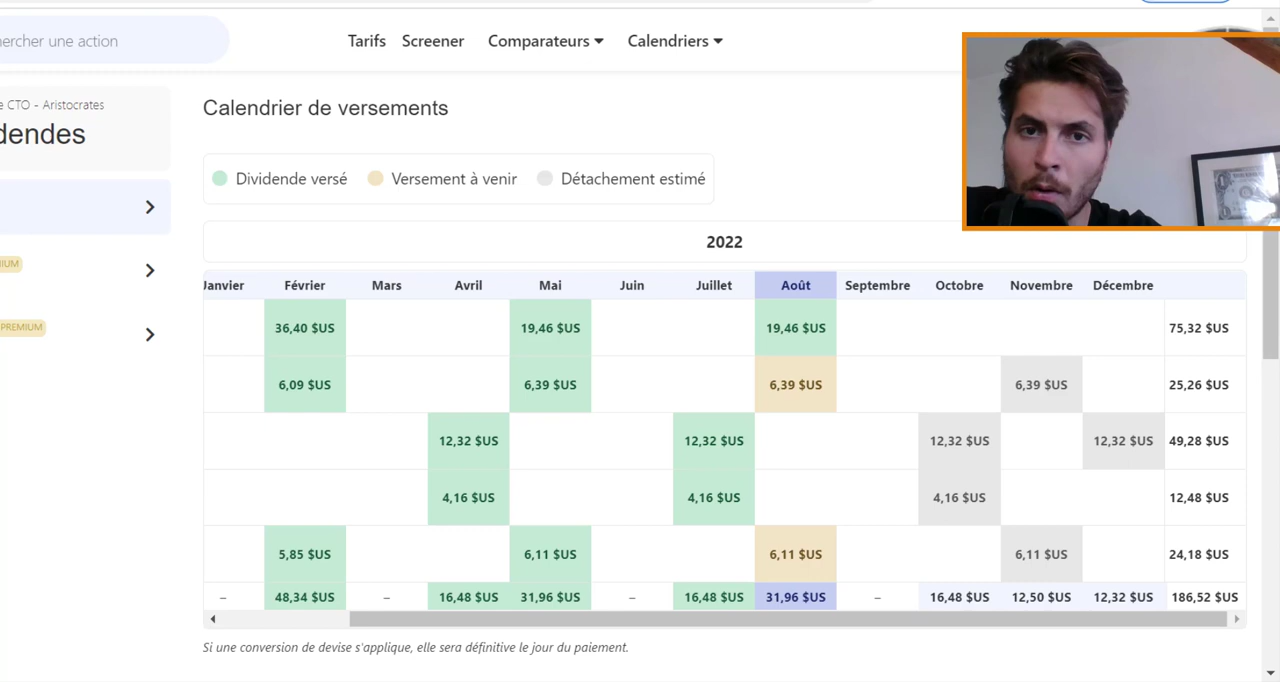 hercher une action
Tarifs Screener Comparateurs Calendriers
e CTO - Aristocrates
dendes
IUM
PREMIUM
Calendrier de versements
Dividende versé Versement à venir Détachement estimé
2022
Janvier Février Mars Avril Mai Juin Juillet Août Septembre Octobre Novembre Décembre
36,40 $US 19,46 $US 19,46 $US 75,32 $US
6,09 $US 6,39 $US 6,39 $US 6,39 $US 25,26 $US
12,32 $US 12,32 $US 12,32 $US 12,32 $US 49,28 $US
4,16 $US 4,16 $US 4,16 $US 12,48 $US
5,85 $US 6,11 $US 6,11 $US 6,11 $US 24,18 $US
– 48,34 $US – 16,48 $US 31,96 $US – 16,48 $US 31,96 $US – 16,48 $US 12,50 $US 12,32 $US 186,52 $US
Si une conversion de devise s'applique, elle sera définitive le jour du paiement.